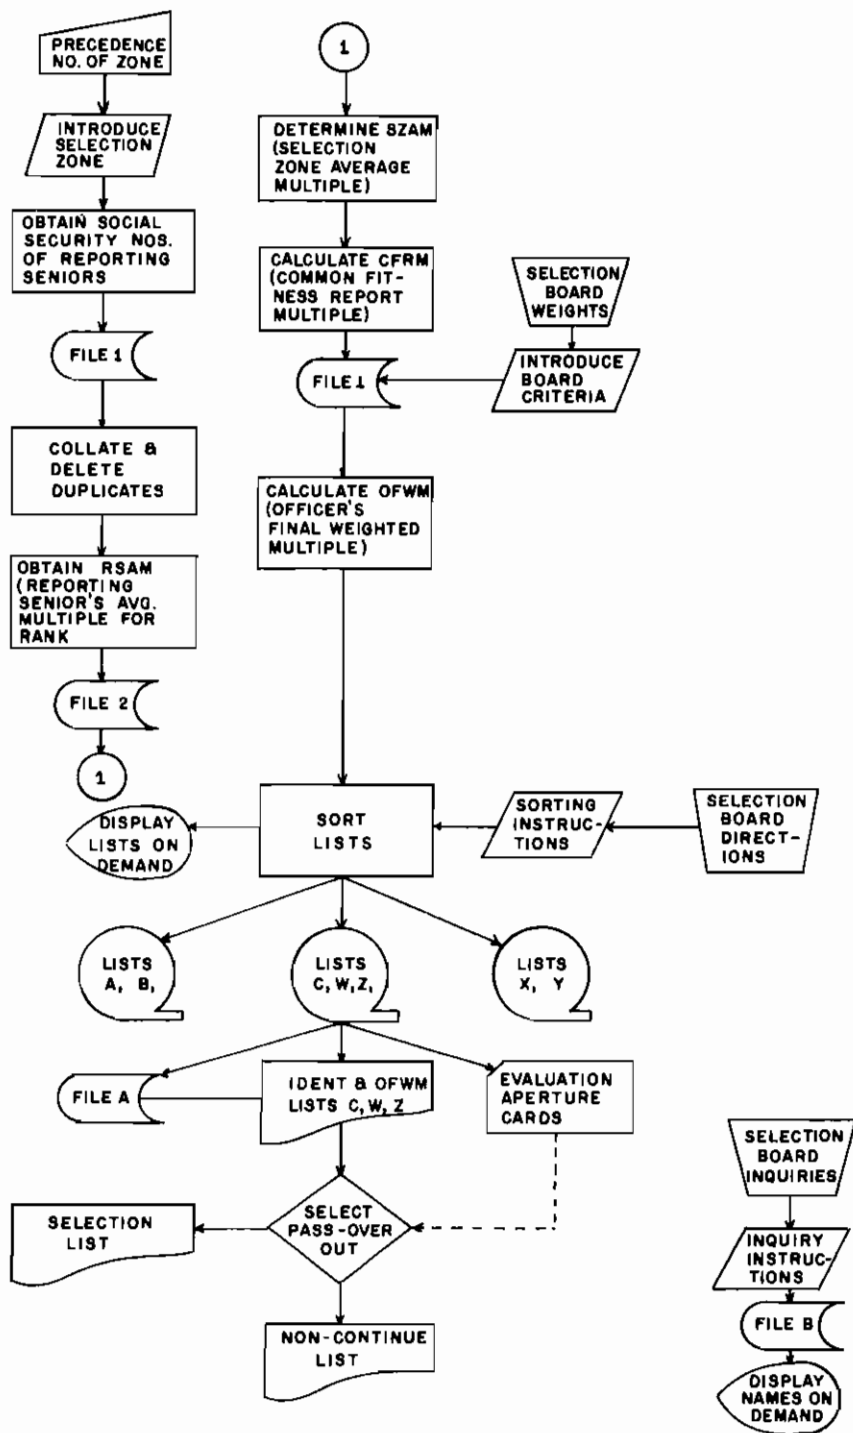 PRECEDENCE
NO. OF ZONE
INTRODUCE
SELECTION
ZONE
OBTAIN SOCIAL
SECURITY NOS.
OF REPORTING
SENIORS
FILE 1
COLLATE &
DELETE
DUPLICATES
OBTAIN RSAM
(REPORTING
SENIOR'S AVG.
MULTIPLE FOR
RANK
FILE 2
1
1
DETERMINE SZAM
(SELECTION
ZONE AVERAGE
MULTIPLE)
CALCULATE CFRM
(COMMON FIT-
NESS REPORT
MULTIPLE)
FILE 1
SELECTION
BOARD
WEIGHTS
INTRODUCE
BOARD
CRITERIA
CALCULATE OFWM
(OFFICER'S
FINAL WEIGHTED
MULTIPLE)
SORT
LISTS
DISPLAY
LISTS ON
DEMAND
SORTING
INSTRUC-
TIONS
SELECTION
BOARD
DIRECT-
IONS
LISTS
A, B,
LISTS
C, W, Z,
LISTS
X, Y
FILE A
IDENT & OFWM
LISTS C, W, Z
EVALUATION
APERTURE
CARDS
SELECT
PASS-OVER
OUT
SELECTION
LIST
NON-CONTINUE
LIST
SELECTION
BOARD
INQUIRIES
INQUIRY
INSTRUC-
TIONS
FILE B
DISPLAY
NAMES ON
DEMAND